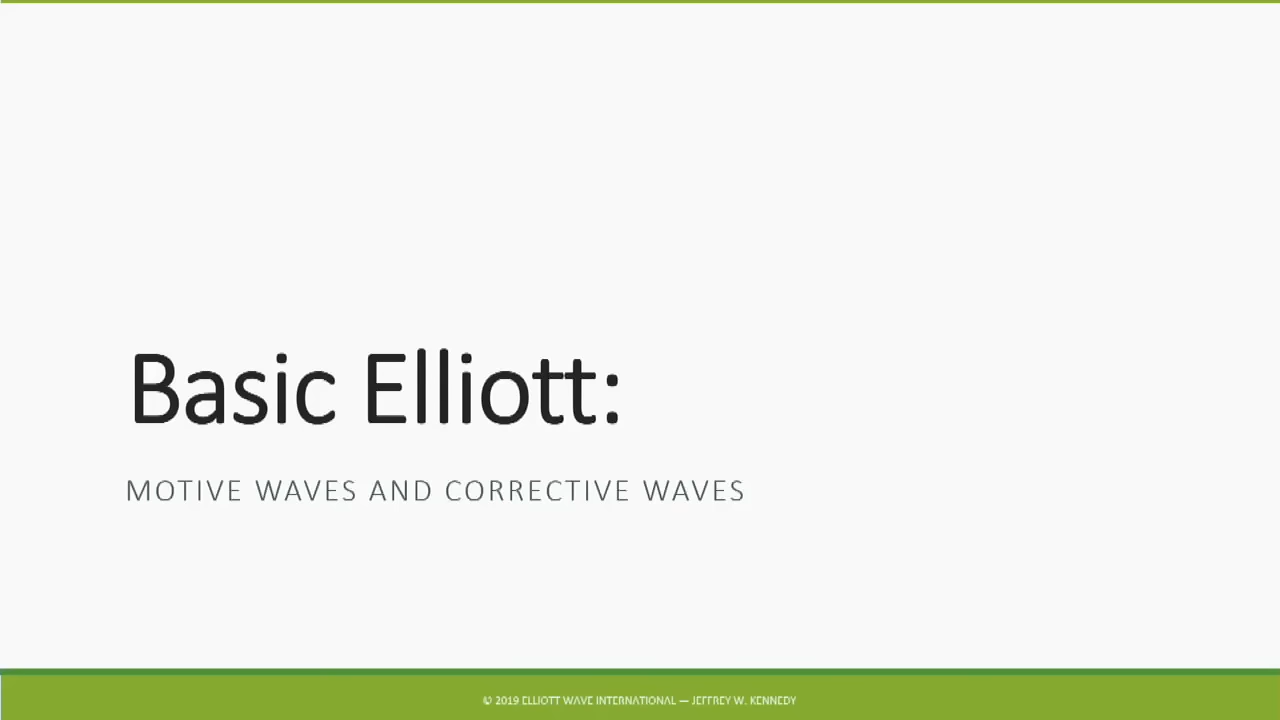 Basic Elliott:
MOTIVE WAVES AND CORRECTIVE WAVES
© 2019 ELLIOTT WAVE INTERNATIONAL — JEFFREY W. KENNEDY